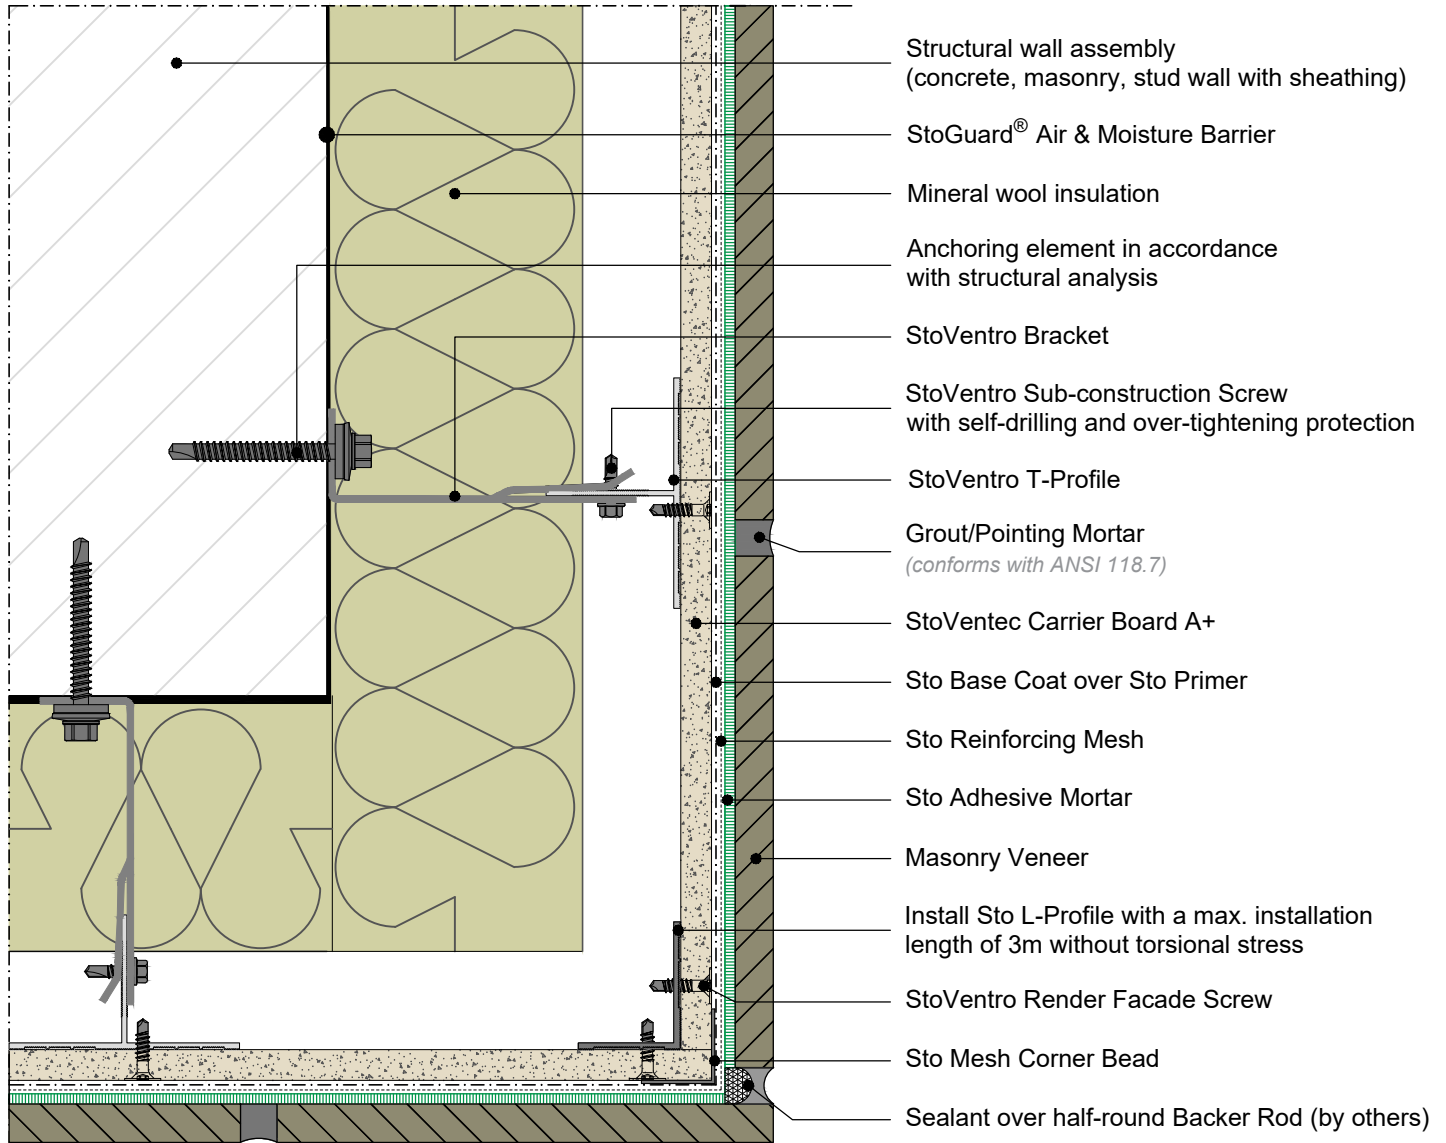 Structural wall assembly
(concrete, masonry, stud wall with sheathing)
StoGuard® Air & Moisture Barrier
Mineral wool insulation
Anchoring element in accordance
with structural analysis
StoVentro Bracket
StoVentro Sub-construction Screw
with self-drilling and over-tightening protection
StoVentro T-Profile
Grout/Pointing Mortar
(conforms with ANSI 118.7)
StoVentec Carrier Board A+
Sto Base Coat over Sto Primer
Sto Reinforcing Mesh
Sto Adhesive Mortar
Masonry Veneer
Install Sto L-Profile with a max. installation
length of 3m without torsional stress
StoVentro Render Facade Screw
Sto Mesh Corner Bead
Sealant over half-round Backer Rod (by others)